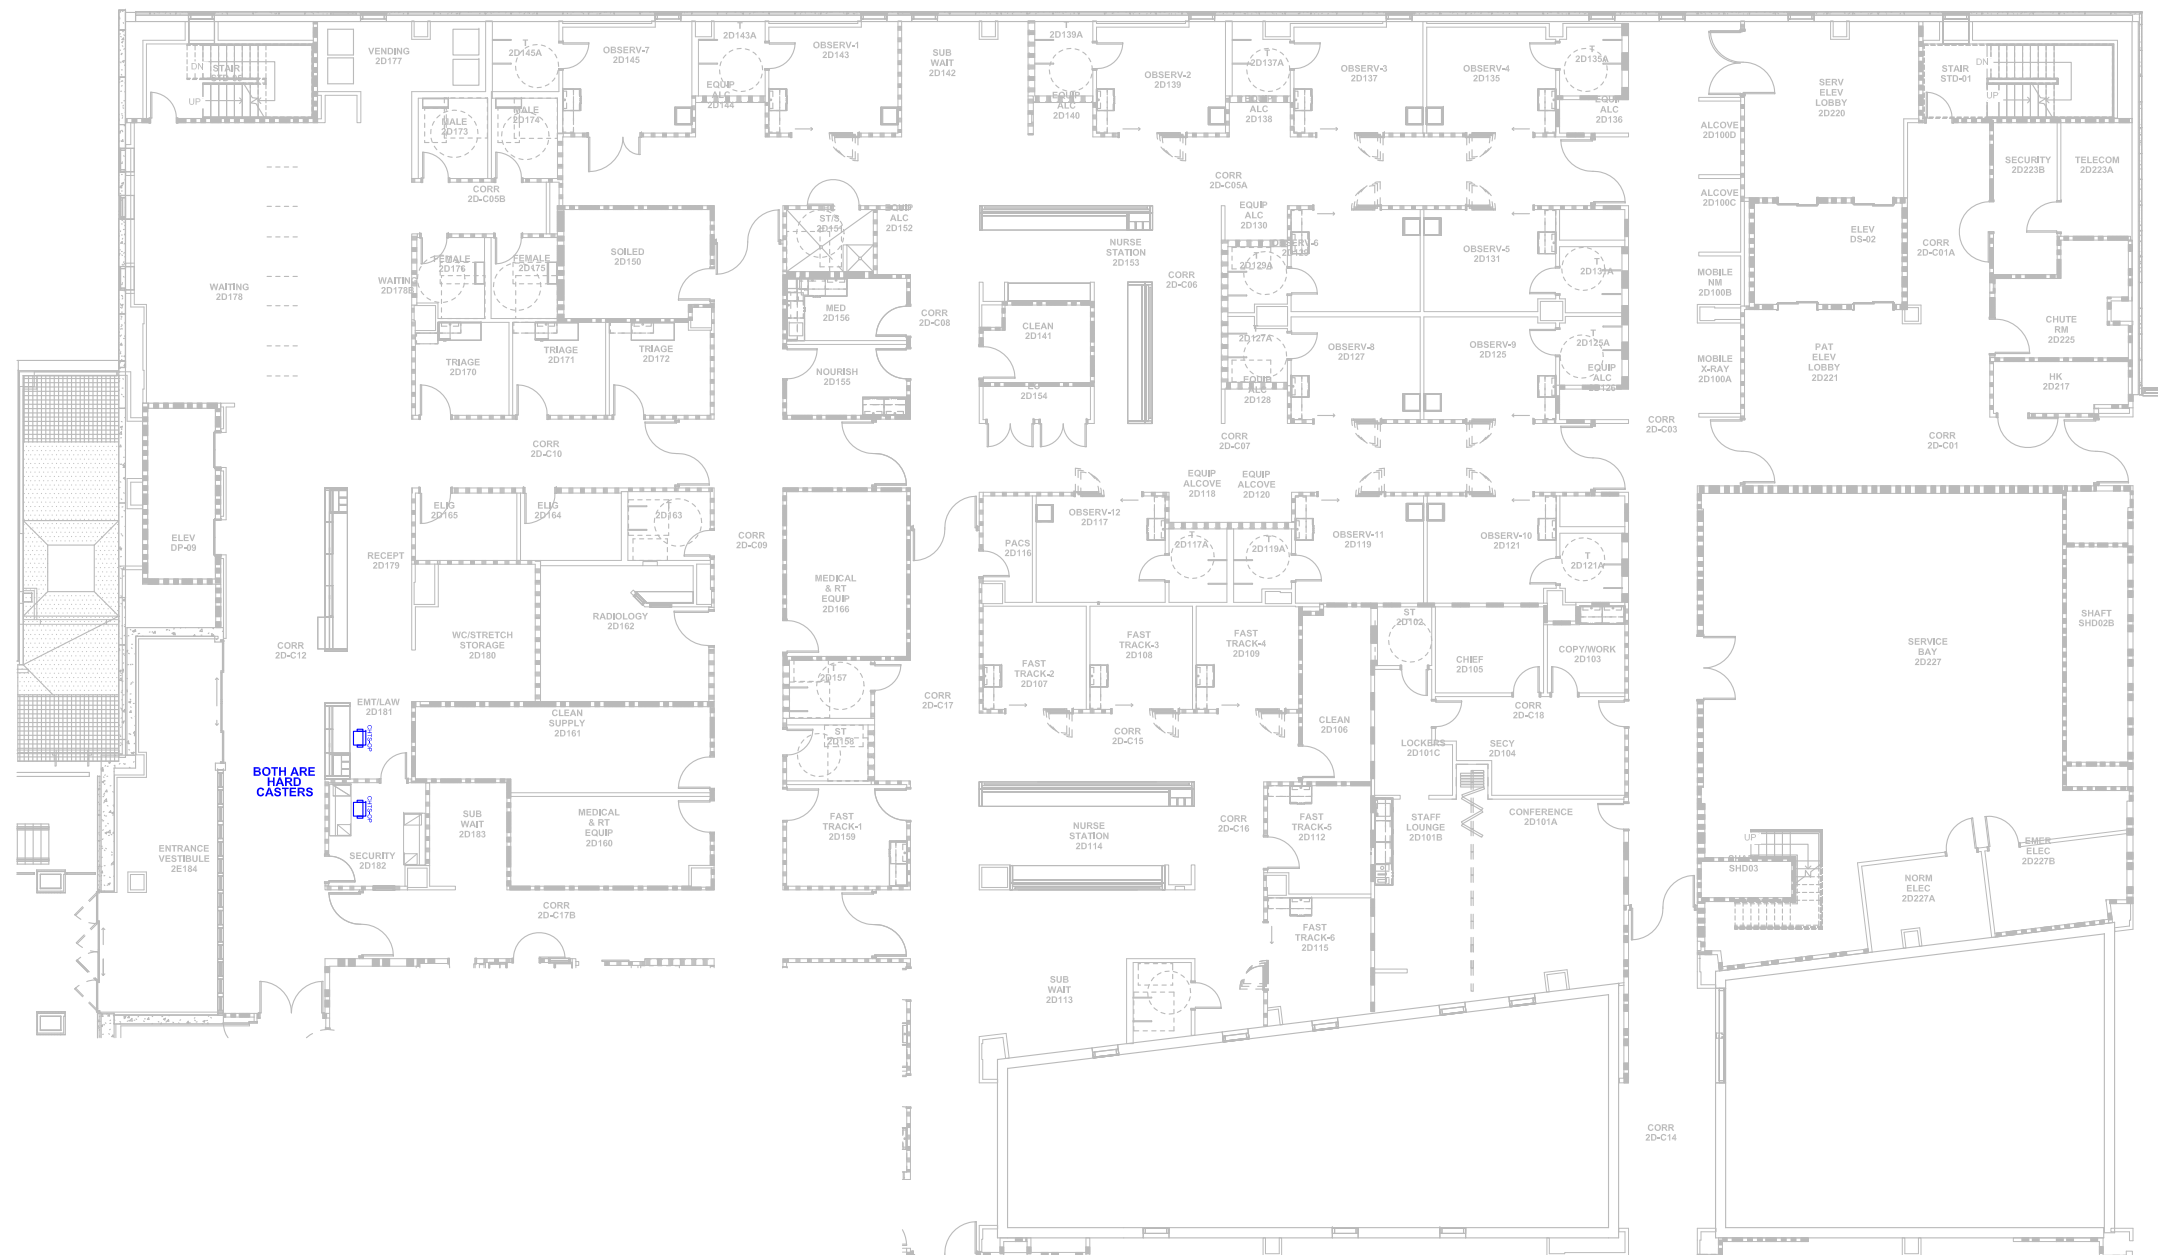 VENDING
2D177
DN
STAIR
UP
2D145A
T
OBSERV-7
2D145
T
2D143A
EQUIP
ALC
2D144
OBSERV-1
2D143
SUB
WAIT
2D142
T
2D139A
EQUIP
ALC
2D140
OBSERV-2
2D139
T
2D137A
EQUIP
ALC
2D138
OBSERV-3
2D137
OBSERV-4
2D135
T
2D135A
EQUIP
ALC
2D136
SERV
ELEV
LOBBY
2D220
STAIR
STD-01
DN
UP
MALE
2D173
MALE
2D174
ALCOVE
2D100D
SECURITY
2D223B
TELECOM
2D223A
CORR
2D-C05B
CORR
2D-C05A
ALCOVE
2D100C
ST/S
2D151
EQUIP
ALC
2D152
EQUIP
ALC
2D130
NURSE
STATION
2D153
OBSERV-6
2D129
OBSERV-5
2D131
ELEV
DS-02
CORR
2D-C01A
SOILED
2D150
FEMALE
2D176
FEMALE
2D175
2D129A
T
2D131A
WAITING
2D178
WAITING
2D178B
CORR
2D-C06
MOBILE
NM
2D100B
MED
2D156
CORR
2D-C08
CLEAN
2D141
CHUTE
RM
2D225
TRIAGE
2D170
TRIAGE
2D171
TRIAGE
2D172
2D127A
OBSERV-8
2D127
OBSERV-9
2D125
T
2D125A
PAT
ELEV
LOBBY
2D221
MOBILE
X-RAY
2D100A
NOURISH
2D155
2D154
EQUIP
ALC
2D128
EQUIP
ALC
2D126
HK
2D217
CORR
2D-C10
CORR
2D-C07
CORR
2D-C03
CORR
2D-C01
EQUIP
ALCOVE
2D118
EQUIP
ALCOVE
2D120
ELIG
2D165
ELIG
2D164
T
2D163
OBSERV-12
2D117
OBSERV-11
2D119
OBSERV-10
2D121
ELEV
DP-09
RECEPT
2D179
CORR
2D-C09
PACS
2D116
T
2D117A
T
2D119A
T
2D121A
MEDICAL
& RT
EQUIP
2D166
RADIOLOGY
2D162
WC/STRETCH
STORAGE
2D180
CORR
2D-C12
FAST
TRACK-2
2D107
FAST
TRACK-3
2D108
FAST
TRACK-4
2D109
ST
2D102
CHIEF
2D105
COPY/WORK
2D103
SERVICE
BAY
2D227
SHAFT
SHD02B
2D157
CORR
2D-C17
EMT/LAW
2D181
CLEAN
SUPPLY
2D161
ST
2D158
CORR
2D-C15
CLEAN
2D106
CORR
2D-C18
LOCKERS
2D101C
SECY
2D104
CHTSOP
BOTH ARE
HARD
CASTERS
CHTSOP
SUB
WAIT
2D183
MEDICAL
& RT
EQUIP
2D160
FAST
TRACK-1
2D159
NURSE
STATION
2D114
CORR
2D-C16
FAST
TRACK-5
2D112
STAFF
LOUNGE
2D101B
CONFERENCE
2D101A
UP
EMER
ELEC
2D227B
ENTRANCE
VESTIBULE
2E184
SECURITY
2D182
SHD03
NORM
ELEC
2D227A
CORR
2D-C17B
FAST
TRACK-6
2D115
SUB
WAIT
2D113
CORR
2D-C14